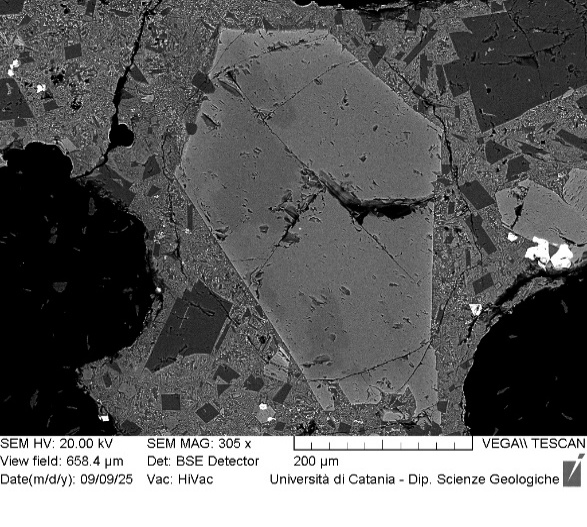 SEM HV: 20.00 kV SEM MAG: 305 x VEGA\\ TESCAN
View field: 658.4 µm Det: BSE Detector 200 µm
Date(m/d/y): 09/09/25 Vac: HiVac Università di Catania - Dip. Scienze Geologiche